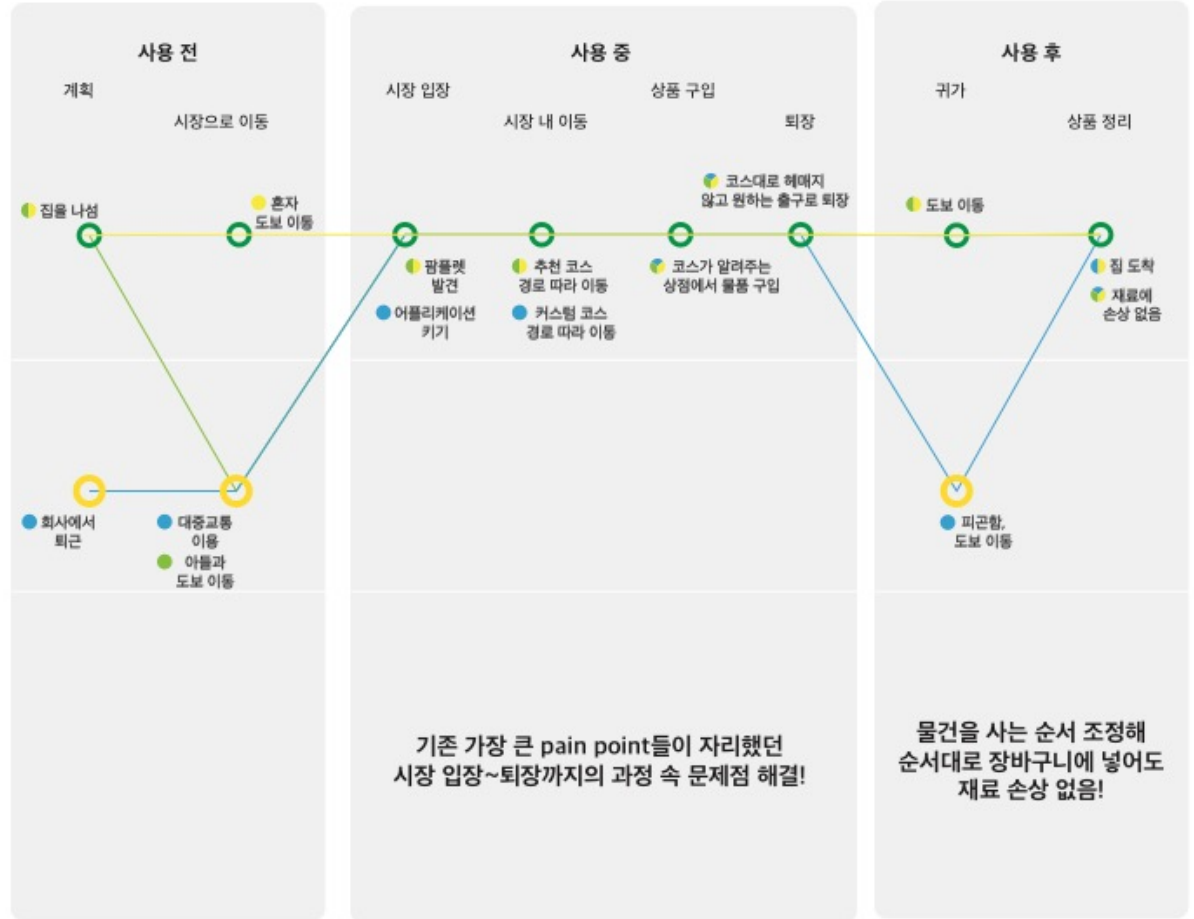 사용 전
계획
시장으로 이동
집을 나섬
혼자
도보 이동
회사에서
퇴근
대중교통
이용
아들과
도보 이동
사용 중
시장 입장
상품 구입
시장 내 이동
퇴장
코스대로 헤매지
않고 원하는 출구로 퇴장
팜플렛
발견
어플리케이션
키기
추천 코스
경로 따라 이동
커스텀 코스
경로 따라 이동
코스가 알려주는
상점에서 물품 구입
기존 가장 큰 pain point들이 자리했던
시장 입장~퇴장까지의 과정 속 문제점 해결!
사용 후
귀가
상품 정리
도보 이동
집 도착
재료에
손상 없음
피곤함,
도보 이동
물건을 사는 순서 조정해
순서대로 장바구니에 넣어도
재료 손상 없음!